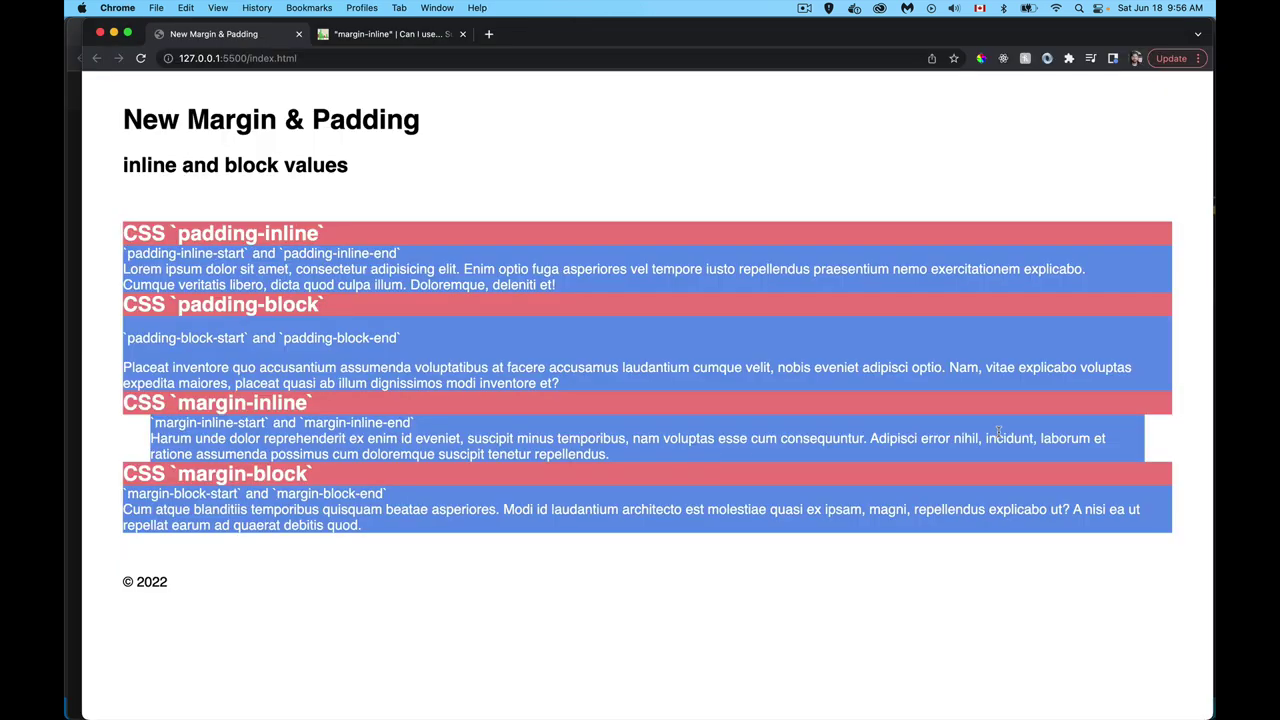 Chrome File Edit View History Bookmarks Profiles Tab Window Help Sat Jun 18 9:56 AM
New Margin & Padding "margin-inline" | Can I use...
127.0.0.1:5500/index.html Update
New Margin & Padding
inline and block values
CSS `padding-inline`
`padding-inline-start` and `padding-inline-end`
Lorem ipsum dolor sit amet, consectetur adipisicing elit. Enim optio fuga asperiores vel tempore iusto repellendus praesentium nemo exercitationem explicabo.
Cumque veritatis libero, dicta quod culpa illum. Doloremque, deleniti et!
CSS `padding-block`
`padding-block-start` and `padding-block-end`
Placeat inventore quo accusantium assumenda voluptatibus at facere accusamus laudantium cumque velit, nobis eveniet adipisci optio. Nam, vitae explicabo voluptas
expedita maiores, placeat quasi ab illum dignissimos modi inventore et?
CSS `margin-inline`
`margin-inline-start` and `margin-inline-end`
Harum unde dolor reprehenderit ex enim id eveniet, suscipit minus temporibus, nam voluptas esse cum consequuntur. Adipisci error nihil, incidunt, laborum et
ratione assumenda possimus cum doloremque suscipit tenetur repellendus.
CSS `margin-block`
`margin-block-start` and `margin-block-end`
Cum atque blanditiis temporibus quisquam beatae asperiores. Modi id laudantium architecto est molestiae quasi ex ipsam, magni, repellendus explicabo ut? A nisi ea ut
repellat earum ad quaerat debitis quod.
© 2022